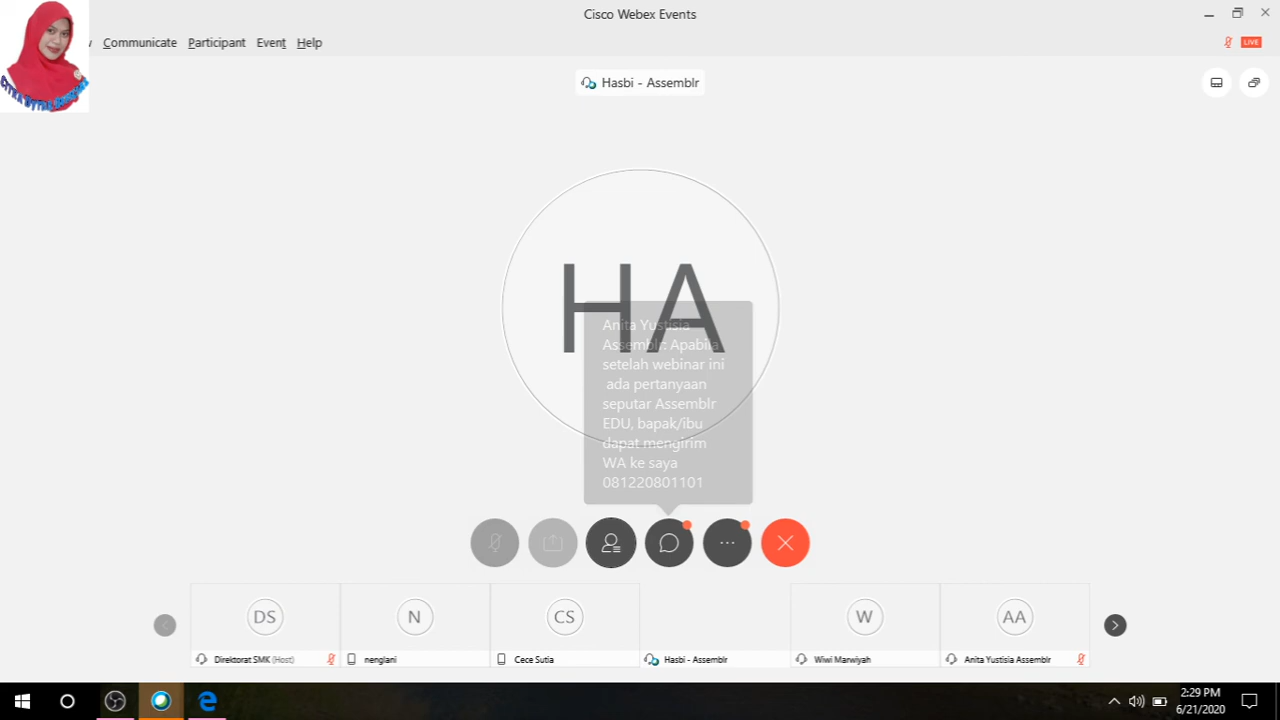 Cisco Webex Events
Communicate Participant Event Help
LIVE
Hasbi - Assemblr
HA
Anita Yustisia
Assemblr: Apabila
setelah webinar ini
ada pertanyaan
seputar Assemblr
EDU, bapak/ibu
dapat mengirim
WA ke saya
081220801101
DS
N
CS
W
AA
Direktorat SMK (Host)
nenglani
Cece Sutia
Hasbi - Assemblr
Wiwi Marwiyah
Anita Yustisia Assemblr
2:29 PM
6/21/2020